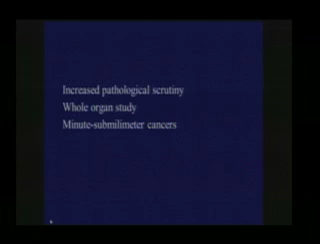 Increased pathological scrutiny
Whole organ study
Minute-submilimeter cancers